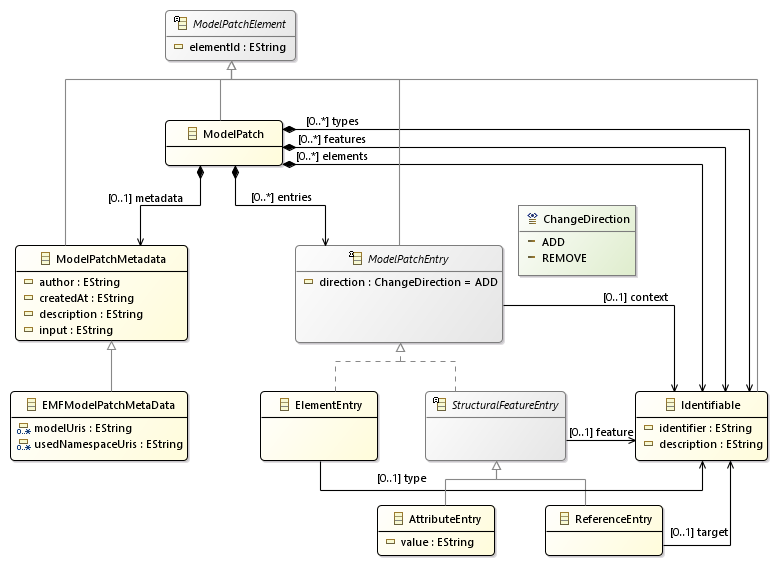 ModelPatchElement
elementId : EString
ModelPatch
[0..*] types
[0..*] features
[0..*] elements
[0..1] metadata
[0..*] entries
ChangeDirection
ADD
REMOVE
ModelPatchMetadata
author : EString
createdAt : EString
description : EString
input : EString
ModelPatchEntry
direction : ChangeDirection = ADD
[0..1] context
EMFModelPatchMetaData
0..* modelUris : EString
0..* usedNamespaceUris : EString
ElementEntry
StructuralFeatureEntry
[0..1] feature
Identifiable
identifier : EString
description : EString
[0..1] type
AttributeEntry
value : EString
ReferenceEntry
[0..1] target